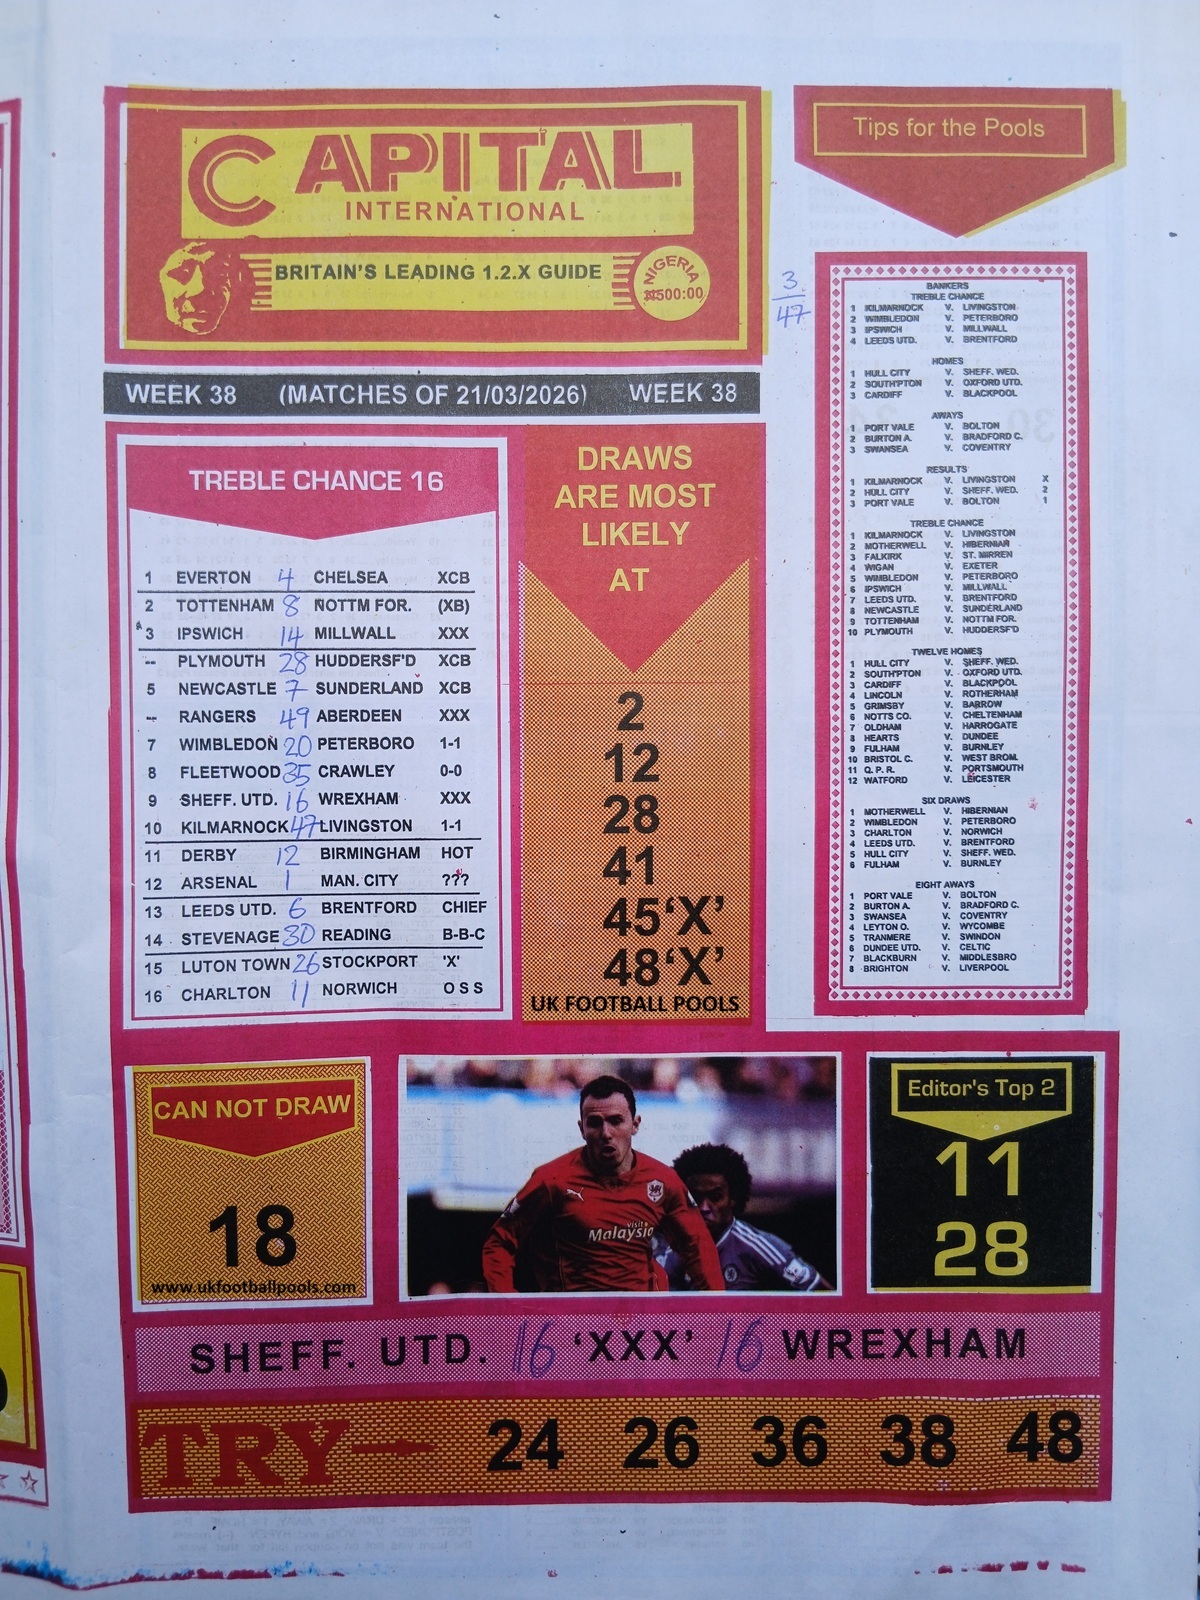 CAPITAL
INTERNATIONAL
BRITAIN'S LEADING 1.2.X GUIDE
NIGERIA
₦500:00
WEEK 38 (MATCHES OF 21/03/2026) WEEK 38
TREBLE CHANCE 16
1 EVERTON 4 CHELSEA XCB
2 TOTTENHAM 8 NOTTM FOR. (XB)
3 IPSWICH 14 MILLWALL XXX
-- PLYMOUTH 28 HUDDERSF'D XCB
5 NEWCASTLE 7 SUNDERLAND XCB
-- RANGERS 49 ABERDEEN XXX
7 WIMBLEDON 20 PETERBORO 1-1
8 FLEETWOOD 35 CRAWLEY 0-0
9 SHEFF. UTD. 16 WREXHAM XXX
10 KILMARNOCK 47 LIVINGSTON 1-1
11 DERBY 12 BIRMINGHAM HOT
12 ARSENAL 1 MAN. CITY ???
13 LEEDS UTD. 6 BRENTFORD CHIEF
14 STEVENAGE 30 READING B-B-C
15 LUTON TOWN 26 STOCKPORT 'X'
16 CHARLTON 11 NORWICH O S S
DRAWS
ARE MOST
LIKELY
AT
2
12
28
41
45'X'
48'X'
UK FOOTBALL POOLS
Tips for the Pools
3
47
BANKERS
TREBLE CHANCE
1 KILMARNOCK V. LIVINGSTON
2 WIMBLEDON V. PETERBORO
3 IPSWICH V. MILLWALL
4 LEEDS UTD. V. BRENTFORD
HOMES
1 HULL CITY V. SHEFF. WED.
2 SOUTH'PTON V. OXFORD UTD.
3 CARDIFF V. BLACKPOOL
AWAYS
1 PORT VALE V. BOLTON
2 BURTON A. V. BRADFORD C.
3 SWANSEA V. COVENTRY
RESULTS
1 KILMARNOCK V. LIVINGSTON X
2 HULL CITY V. SHEFF. WED. 2
3 PORT VALE V. BOLTON 1
TREBLE CHANCE
1 KILMARNOCK V. LIVINGSTON
2 MOTHERWELL V. HIBERNIAN
3 FALKIRK V. ST. MIRREN
4 WIGAN V. EXETER
5 WIMBLEDON V. PETERBORO
6 IPSWICH V. MILLWALL
7 LEEDS UTD. V. BRENTFORD
8 NEWCASTLE V. SUNDERLAND
9 TOTTENHAM V. NOTTM FOR.
10 PLYMOUTH V. HUDDERSF'D
TWELVE HOMES
1 HULL CITY V. SHEFF. WED.
2 SOUTH'PTON V. OXFORD UTD.
3 CARDIFF V. BLACKPOOL
4 LINCOLN V. ROTHERHAM
5 GRIMSBY V. BARROW
6 NOTTS CO. V. CHELTENHAM
7 OLDHAM V. HARROGATE
8 HEARTS V. DUNDEE
9 FULHAM V. BURNLEY
10 BRISTOL C. V. WEST BROM.
11 Q. P. R. V. PORTSMOUTH
12 WATFORD V. LEICESTER
SIX DRAWS
1 MOTHERWELL V. HIBERNIAN
2 WIMBLEDON V. PETERBORO
3 CHARLTON V. NORWICH
4 LEEDS UTD. V. BRENTFORD
5 HULL CITY V. SHEFF. WED.
6 FULHAM V. BURNLEY
EIGHT AWAYS
1 PORT VALE V. BOLTON
2 BURTON A. V. BRADFORD C.
3 SWANSEA V. COVENTRY
4 LEYTON O. V. WYCOMBE
5 TRANMERE V. SWINDON
6 DUNDEE UTD. V. CELTIC
7 BLACKBURN V. MIDDLESBRO
8 BRIGHTON V. LIVERPOOL
CAN NOT DRAW
18
www.ukfootballpools.com
visit
Malaysia
Editor's Top 2
11
28
SHEFF. UTD. 16 'XXX' 16 WREXHAM
TRY 24 26 36 38 48